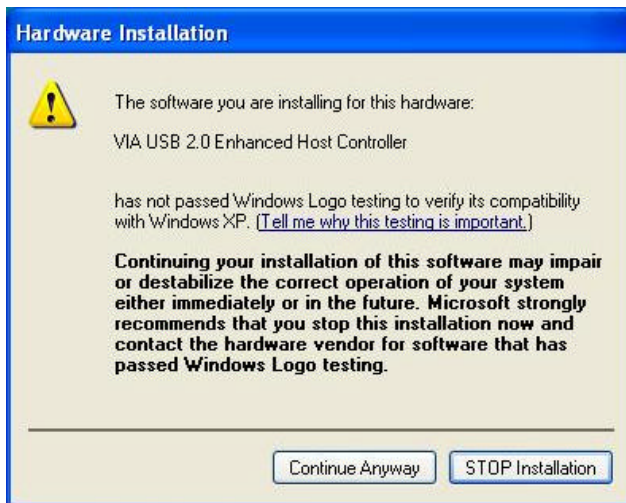 Hardware Installation
The software you are installing for this hardware:
VIA USB 2.0 Enhanced Host Controller
has not passed Windows Logo testing to verify its compatibility
with Windows XP. (Tell me why this testing is important.)
Continuing your installation of this software may impair
or destabilize the correct operation of your system
either immediately or in the future. Microsoft strongly
recommends that you stop this installation now and
contact the hardware vendor for software that has
passed Windows Logo testing.
Continue Anyway STOP Installation